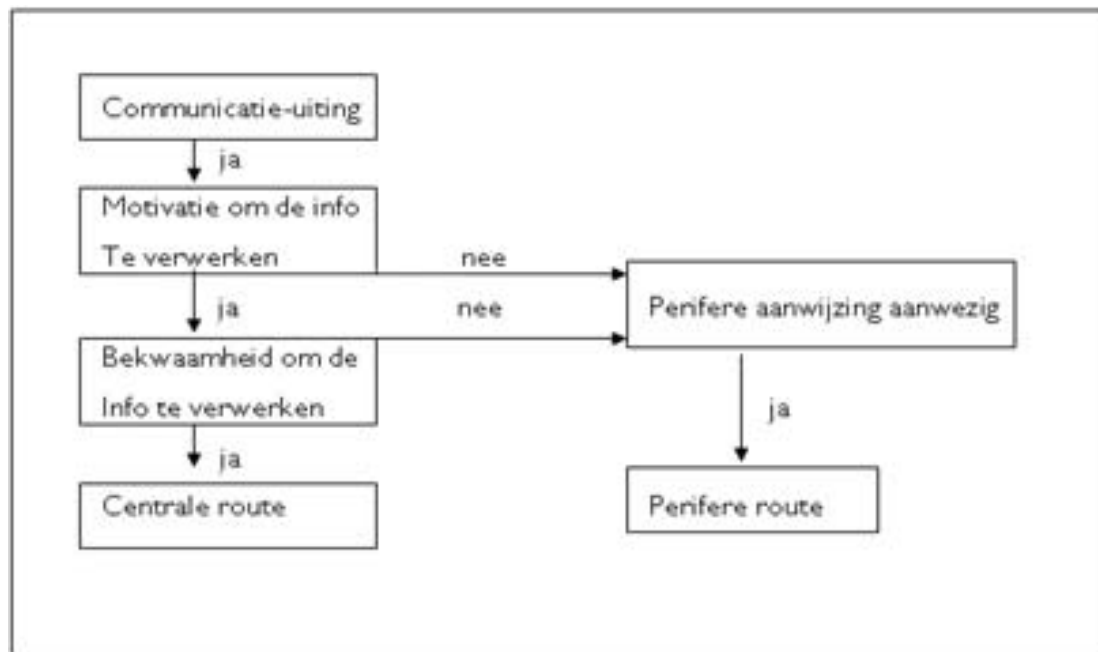 Communicatie-uiting
ja
Motivatie om de info
Te verwerken
nee
ja
nee
Perifere aanwijzing aanwezig
Bekwaamheid om de
Info te verwerken
ja
ja
Centrale route
Perifere route